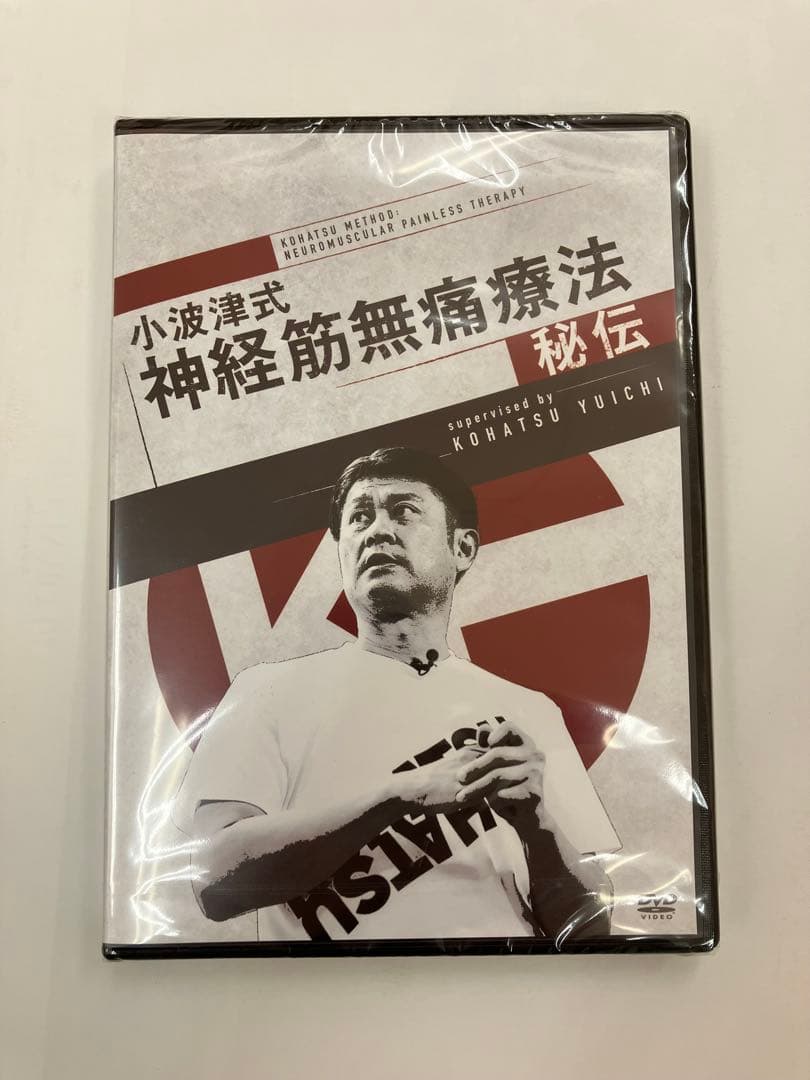 KOHATSU METHOD:
NEUROMUSCULAR PAINLESS THERAPY
小波津式
神経筋無痛療法
秘伝
supervised by
KOHATSU YUICHI
DVD
VIDEO